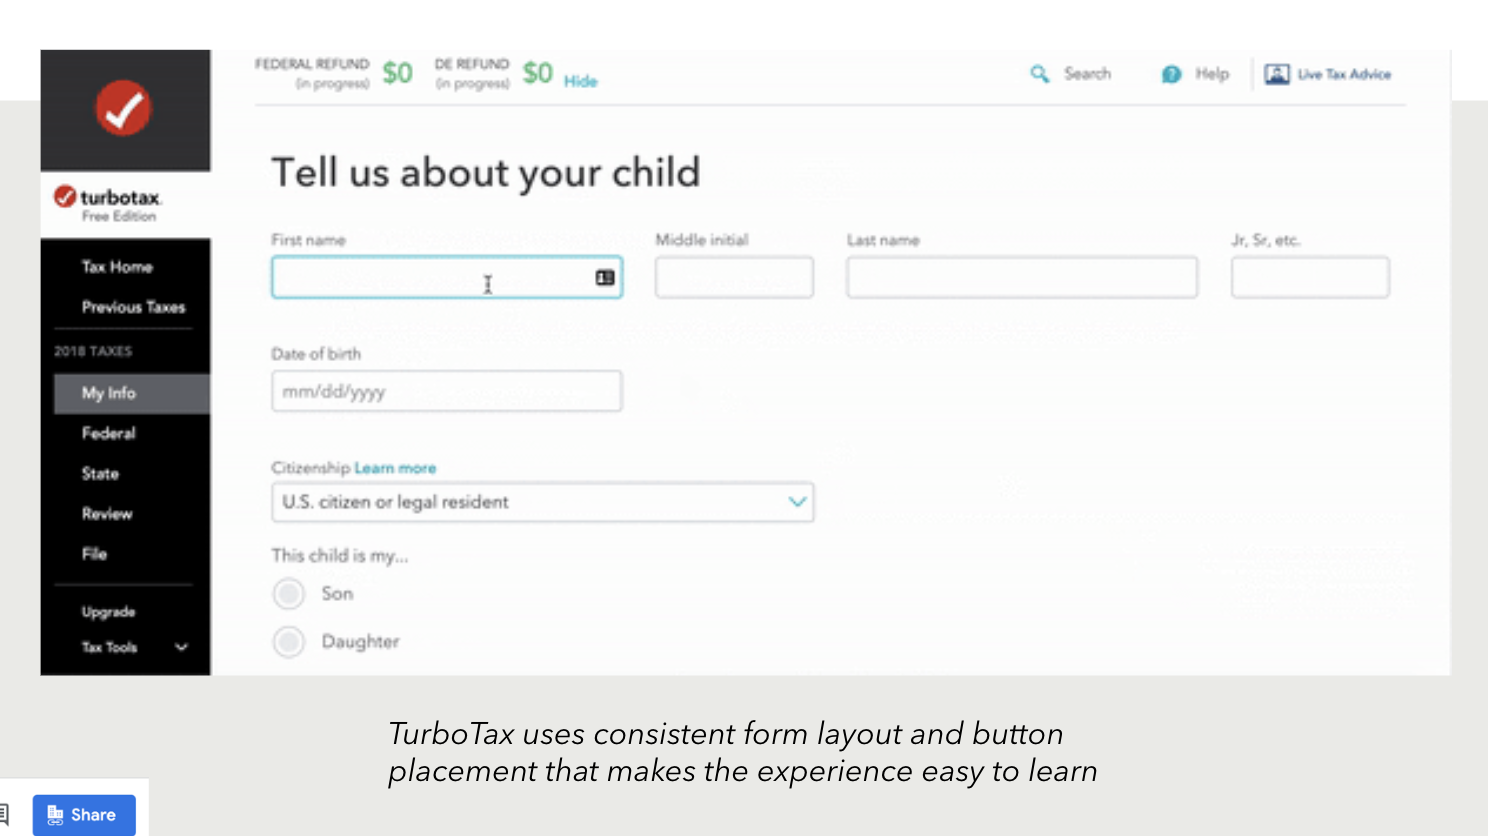 FEDERAL REFUND $0 DE REFUND $0 Hide
(in progress) (in progress)
Search Help Live Tax Advice
Tell us about your child
turbotax.
Free Edition
First name Middle initial Last name Jr, Sr, etc.
Tax Home
Previous Taxes
2018 TAXES
Date of birth
mm/dd/yyyy
My Info
Federal
State
Review
File
Citizenship Learn more
U.S. citizen or legal resident
This child is my...
Son
Daughter
Upgrade
Tax Tools
TurboTax uses consistent form layout and button
placement that makes the experience easy to learn
Share